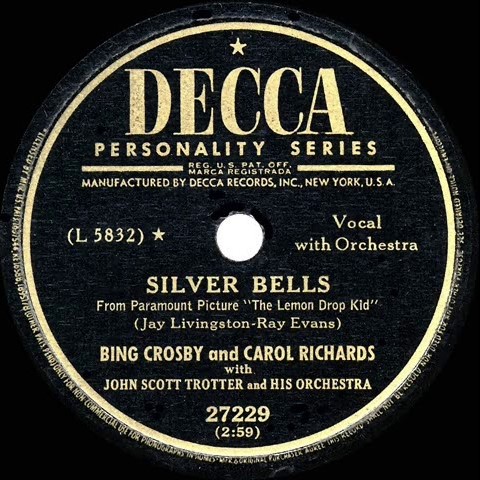 DECCA
PERSONALITY SERIES
REG. U.S. PAT. OFF.
MARCA REGISTRADA
MANUFACTURED BY DECCA RECORDS, INC., NEW YORK, U.S.A.
(L 5832) ★
Vocal
with Orchestra
SILVER BELLS
From Paramount Picture "The Lemon Drop Kid"
(Jay Livingston-Ray Evans)
BING CROSBY and CAROL RICHARDS
with
JOHN SCOTT TROTTER and HIS ORCHESTRA
27229
(2:59)